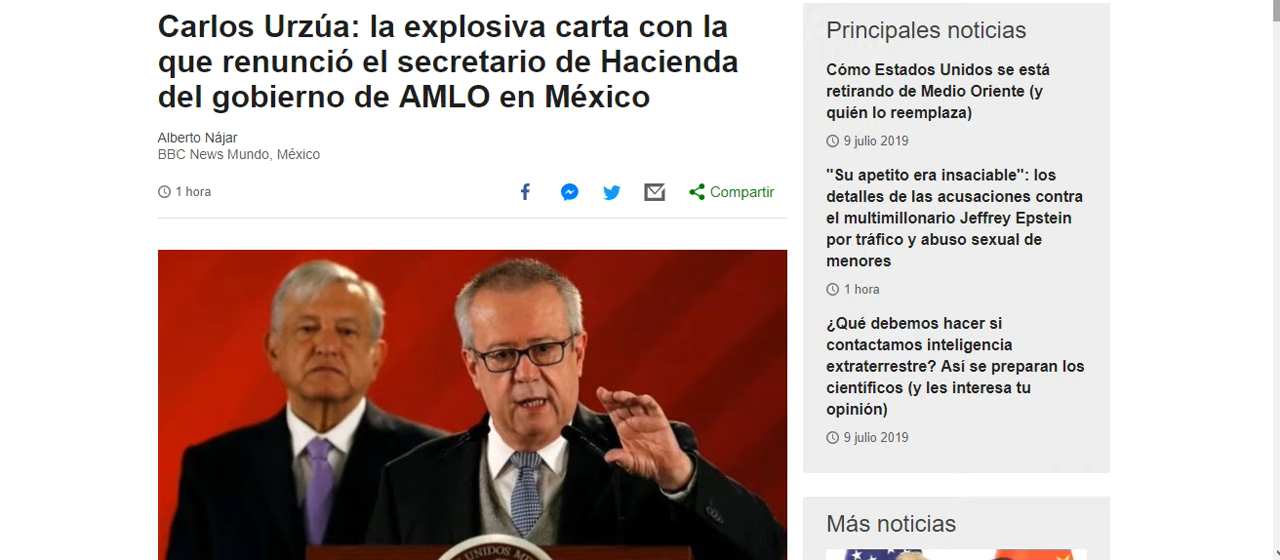 Carlos Urzúa: la explosiva carta con la
que renunció el secretario de Hacienda
del gobierno de AMLO en México
Alberto Nájar
BBC News Mundo, México
1 hora
Compartir
UNIDOS ME
Principales noticias
Cómo Estados Unidos se está
retirando de Medio Oriente (y
quién lo reemplaza)
9 julio 2019
"Su apetito era insaciable": los
detalles de las acusaciones contra
el multimillonario Jeffrey Epstein
por tráfico y abuso sexual de
menores
1 hora
¿Qué debemos hacer si
contactamos inteligencia
extraterrestre? Así se preparan los
científicos (y les interesa tu
opinión)
9 julio 2019
Más noticias